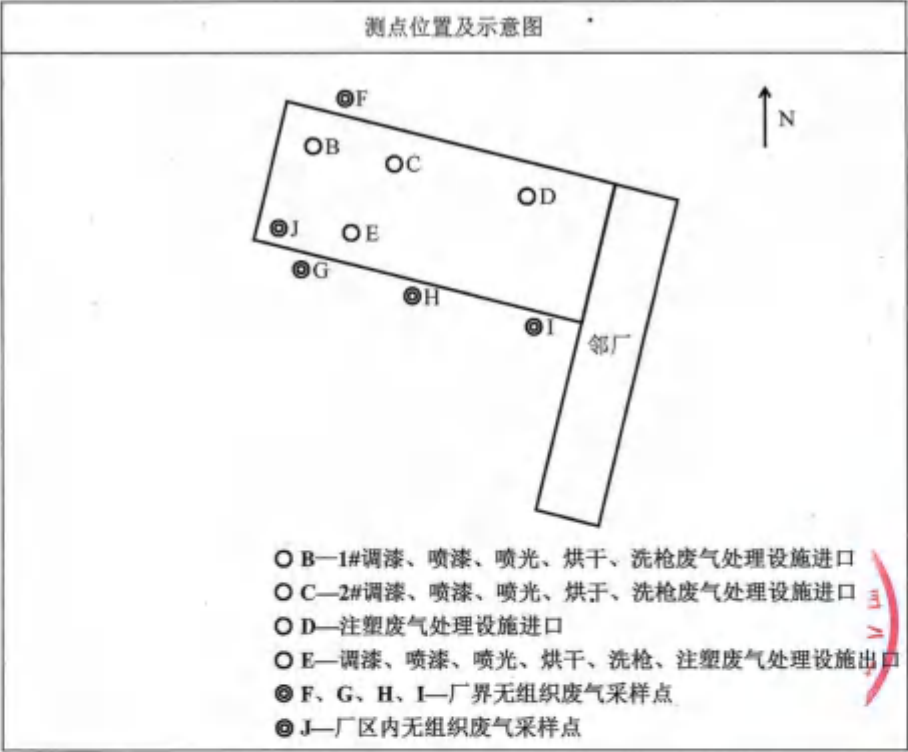 测点位置及示意图
F
N
B
C
D
J
E
G
H
I
邻厂
B—1#调漆、喷漆、喷光、烘干、洗枪废气处理设施进口
C—2#调漆、喷漆、喷光、烘干、洗枪废气处理设施进口
D—注塑废气处理设施进口
E—调漆、喷漆、喷光、烘干、洗枪、注塑废气处理设施出口
F、G、H、I—厂界无组织废气采样点
J—厂区内无组织废气采样点